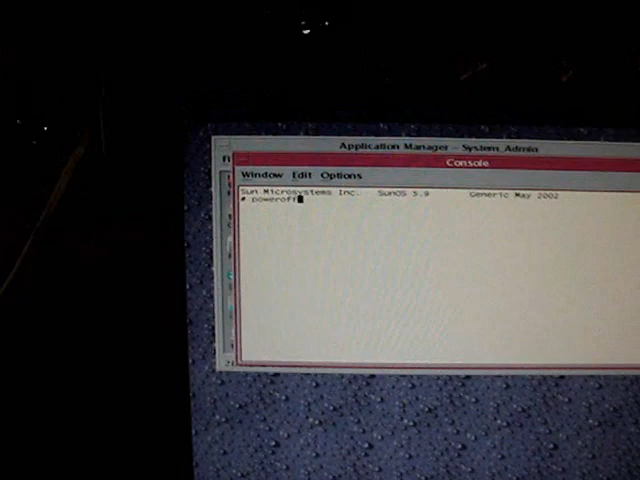 Application Manager - System_Admin
Console
Window Edit Options
Sun Microsystems Inc. SunOS 5.9 Generic May 2002
# poweroff